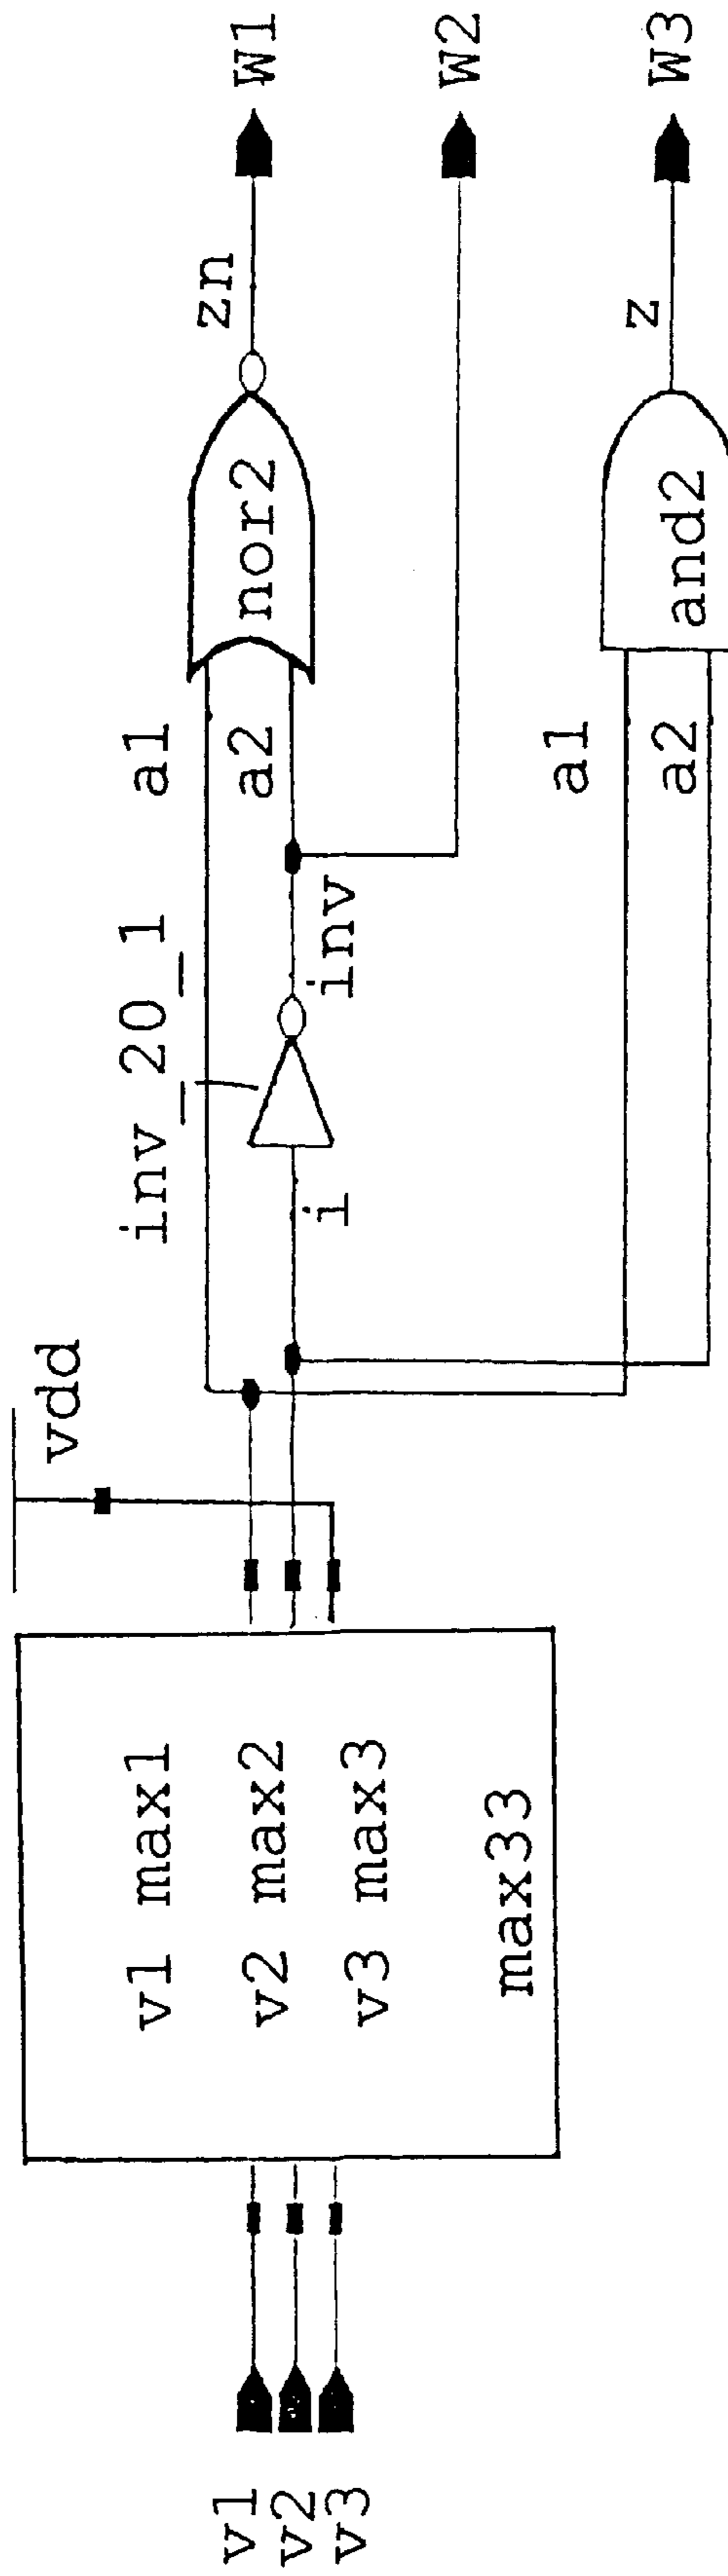 v1
v2
v3
v1 max1
v2 max2
v3 max3
max33
vdd
inv_20_1
i
inv
a1
a2
nor2
zn
W1
W2
a1
a2
and2
z
W3